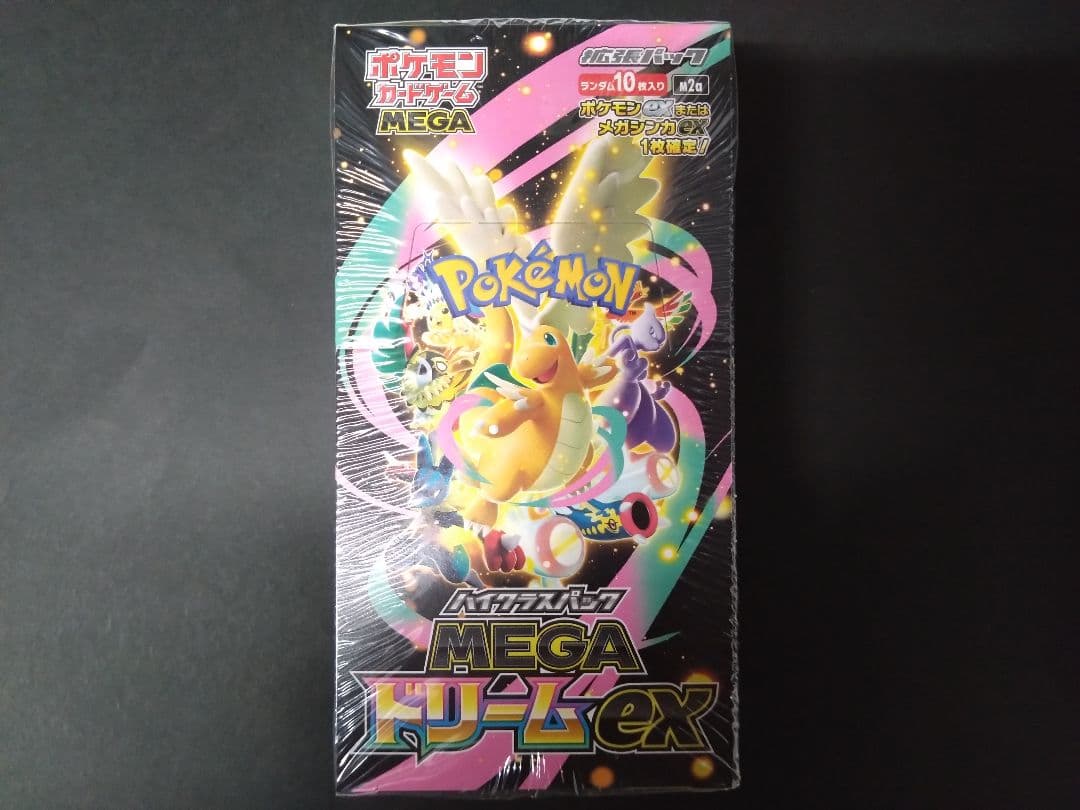 ポケモン
カードゲーム
MEGA
拡張パック
ランダム10枚入り
M2a
ポケモンexまたは
メガシンカex
1枚確定!
POKÉMON
TM
ハイクラスパック
MEGA
ドリームex